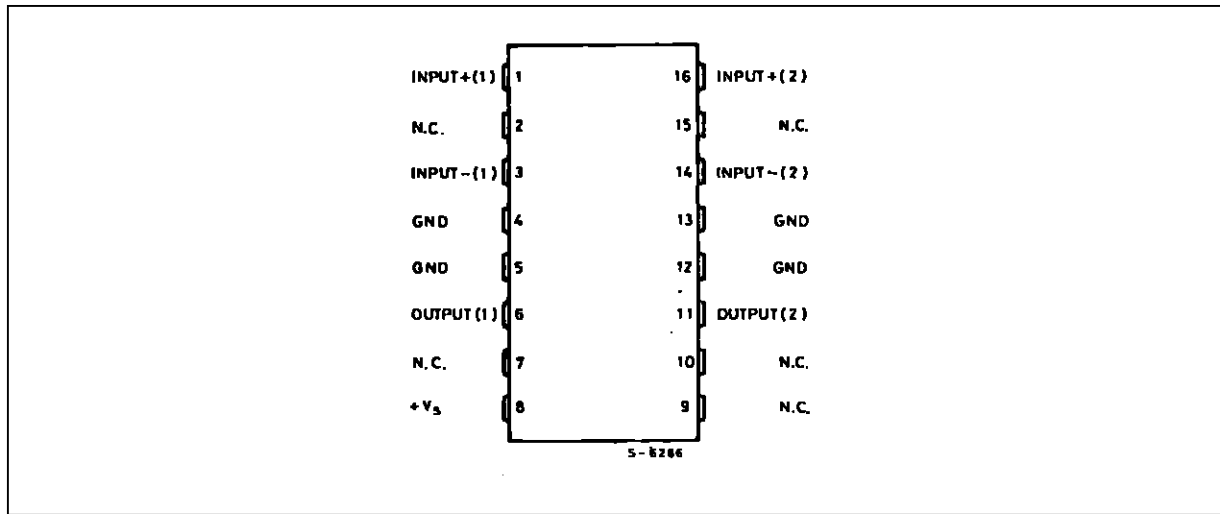 INPUT+(1) 1 16 INPUT+(2)
N.C. 2 15 N.C.
INPUT-(1) 3 14 INPUT-(2)
GND 4 13 GND
GND 5 12 GND
OUTPUT(1) 6 11 OUTPUT(2)
N.C. 7 10 N.C.
+Vs 8 9 N.C.
S-6266